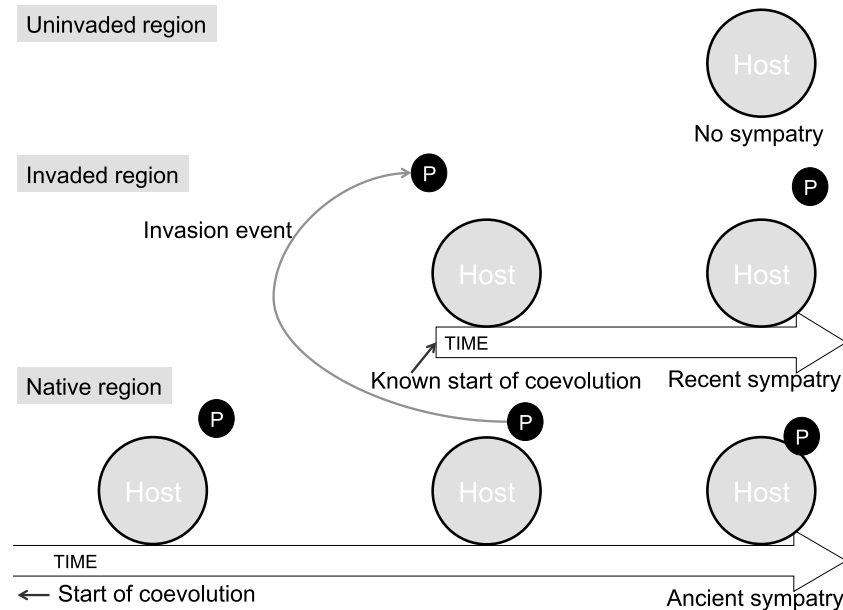 Uninvaded region
Host
No sympatry
Invaded region
P
P
Invasion event
Host
Host
TIME
Known start of coevolution
Recent sympatry
Native region
P
P
P
Host
Host
Host
TIME
Start of coevolution
Ancient sympatry